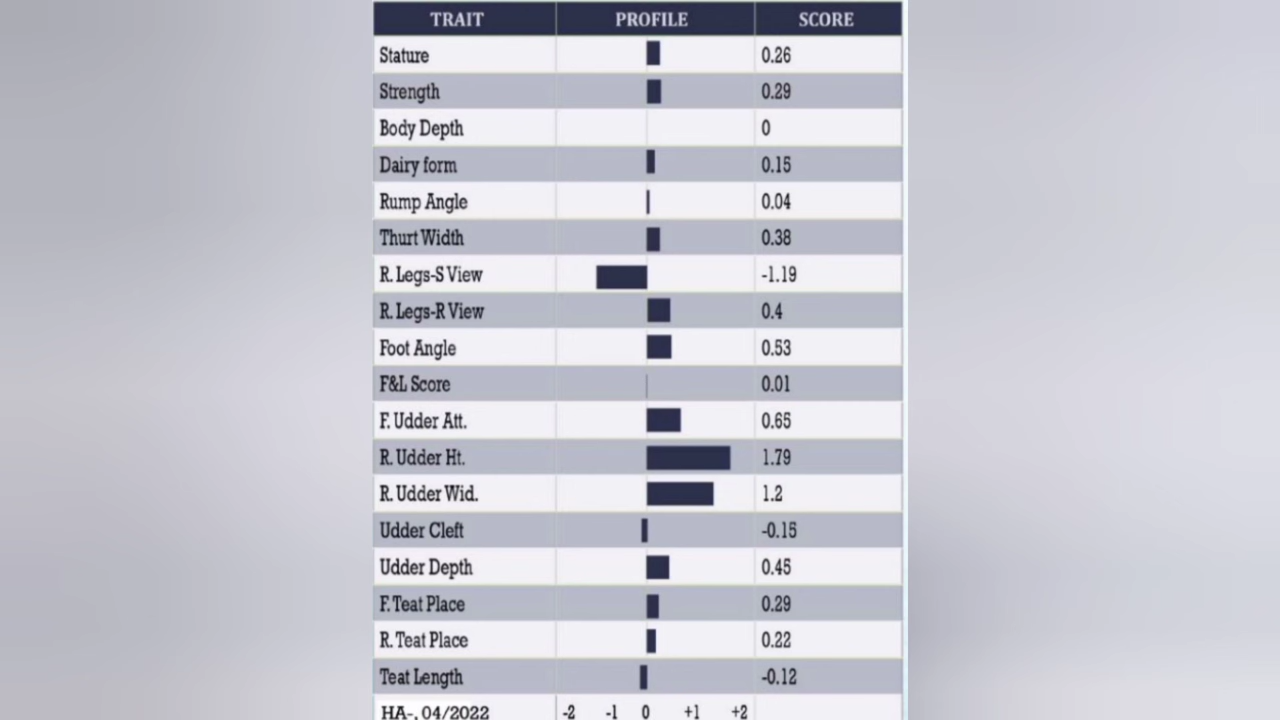 TRAIT PROFILE SCORE
Stature 0.26
Strength 0.29
Body Depth 0
Dairy form 0.15
Rump Angle 0.04
Thurt Width 0.38
R. Legs-S View -1.19
R. Legs-R View 0.4
Foot Angle 0.53
F&L Score 0.01
F. Udder Att. 0.65
R. Udder Ht. 1.79
R. Udder Wid. 1.2
Udder Cleft -0.15
Udder Depth 0.45
F. Teat Place 0.29
R. Teat Place 0.22
Teat Length -0.12
HA-, 04/2022 -2 -1 0 +1 +2